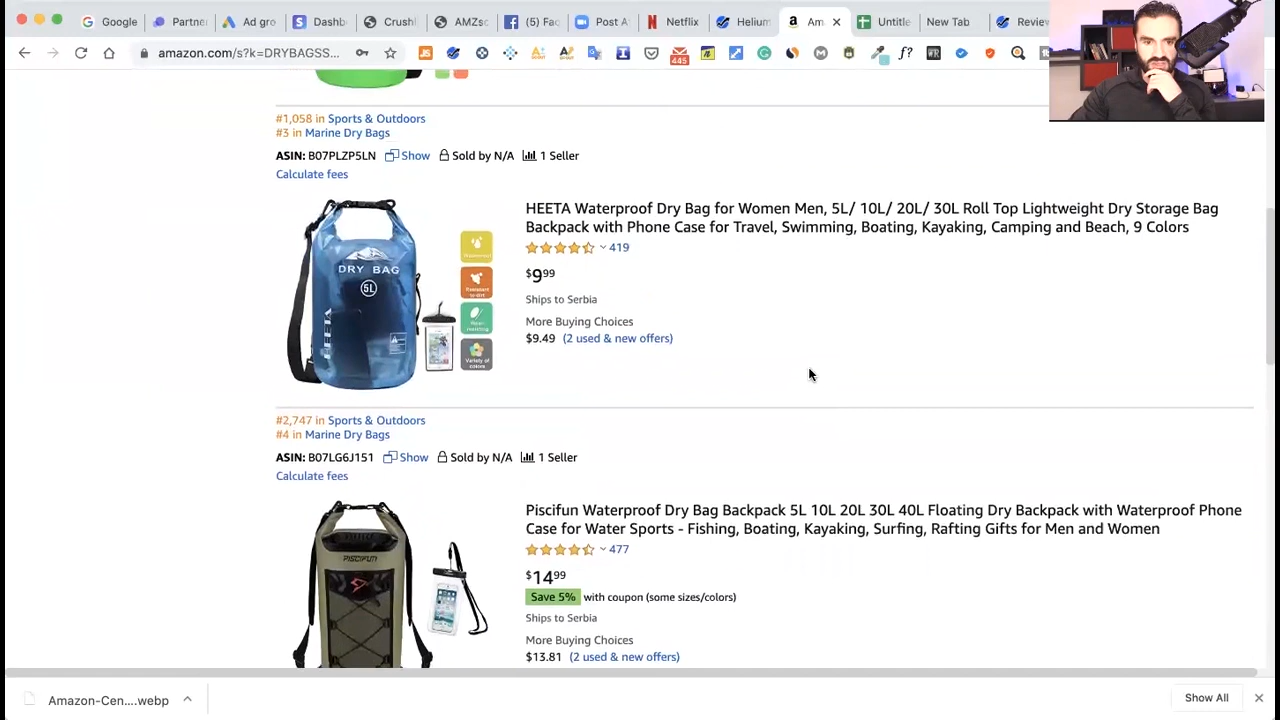 Google
Partner
Ad gro
Dashb
Crushl
AMZsc
(5) Fac
Post A
Netflix
Helium
Am
Untitle
New Tab
Review
amazon.com/s?k=DRYBAGSS...
445
#1,058 in Sports & Outdoors
#3 in Marine Dry Bags
ASIN: B07PLZP5LN Show Sold by N/A 1 Seller
Calculate fees
HEETA Waterproof Dry Bag for Women Men, 5L/ 10L/ 20L/ 30L Roll Top Lightweight Dry Storage Bag
Backpack with Phone Case for Travel, Swimming, Boating, Kayaking, Camping and Beach, 9 Colors
419
$9.99
Ships to Serbia
More Buying Choices
$9.49 (2 used & new offers)
DRY BAG
5L
HEETA
#2,747 in Sports & Outdoors
#4 in Marine Dry Bags
ASIN: B07LG6J151 Show Sold by N/A 1 Seller
Calculate fees
Piscifun Waterproof Dry Bag Backpack 5L 10L 20L 30L 40L Floating Dry Backpack with Waterproof Phone
Case for Water Sports - Fishing, Boating, Kayaking, Surfing, Rafting Gifts for Men and Women
477
$14.99
Save 5% with coupon (some sizes/colors)
Ships to Serbia
More Buying Choices
$13.81 (2 used & new offers)
PISCIFUN
Amazon-Cen....webp
Show All